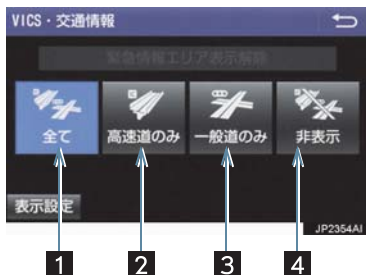 VICS・交通情報
緊急情報エリア表示解除
全て
高速道のみ
一般道のみ
非表示
表示設定
JP2354AI
1
2
3
4